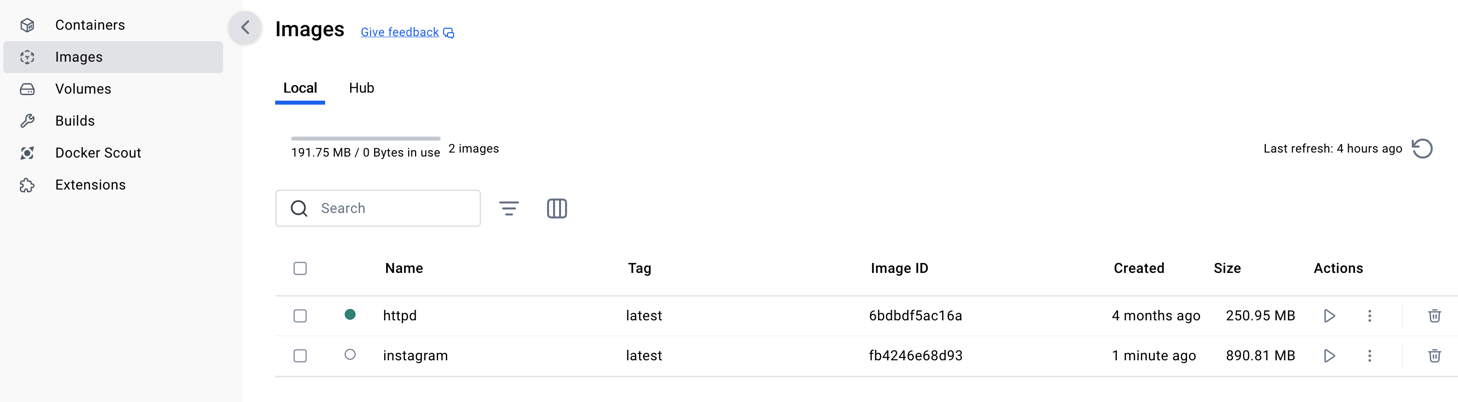 Containers
Images
Volumes
Builds
Docker Scout
Extensions
Images Give feedback
Local Hub
191.75 MB / 0 Bytes in use 2 images
Last refresh: 4 hours ago
Search
Name Tag Image ID Created Size Actions
httpd latest 6bdbdf5ac16a 4 months ago 250.95 MB
instagram latest fb4246e68d93 1 minute ago 890.81 MB